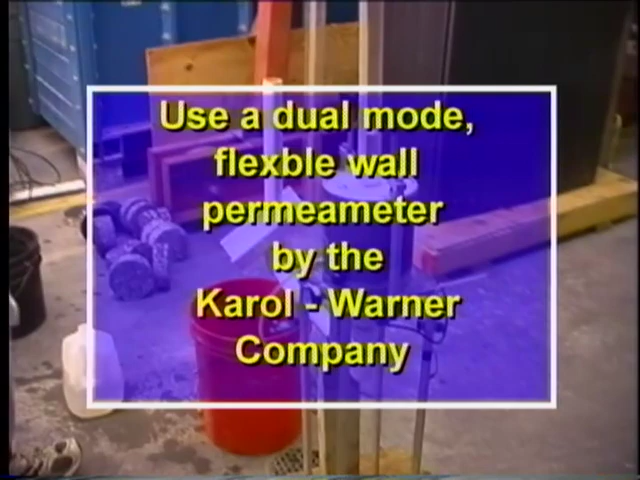 Use a dual mode,
flexble wall
permeameter
by the
Karol - Warner
Company